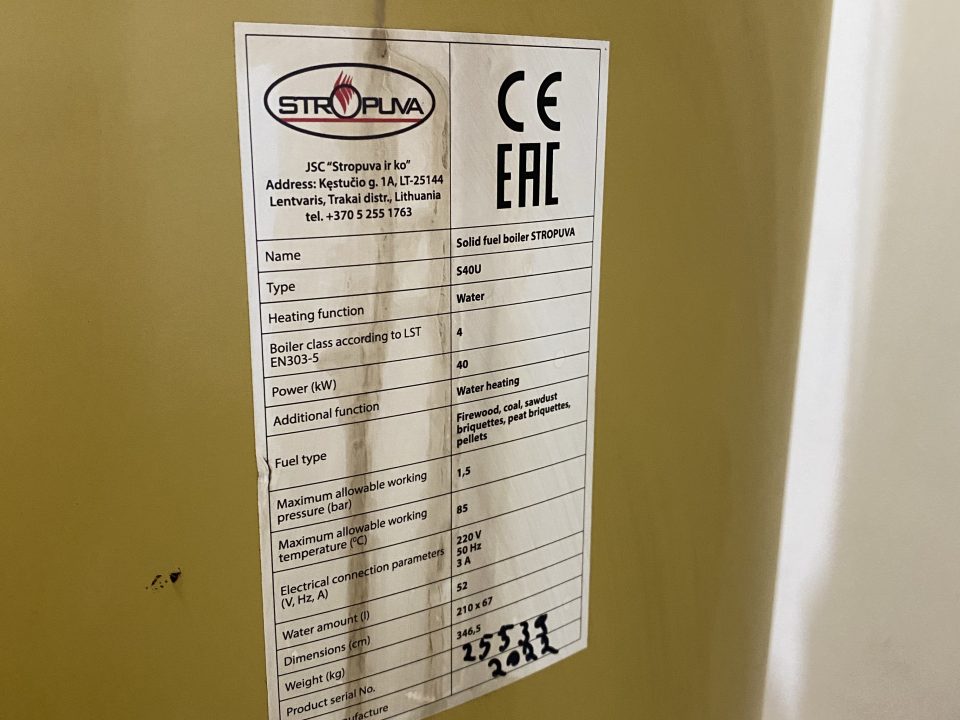 STROPUVA
CE
EAC
JSC "Stropuva ir ko"
Address: Kęstučio g. 1A, LT-25144
Lentvaris, Trakai distr., Lithuania
tel. +370 5 255 1763
Name Solid fuel boiler STROPUVA
Type S40U
Heating function Water
Boiler class according to LST
EN303-5 4
Power (kW) 40
Additional function Water heating
Fuel type Firewood, coal, sawdust
briquettes, peat briquettes,
pellets
Maximum allowable working
pressure (bar) 1,5
Maximum allowable working
temperature (°C) 85
Electrical connection parameters
(V, Hz, A) 220 V
50 Hz
3 A
Water amount (l) 52
Dimensions (cm) 210 x 67
Weight (kg) 346,5
Product serial No.